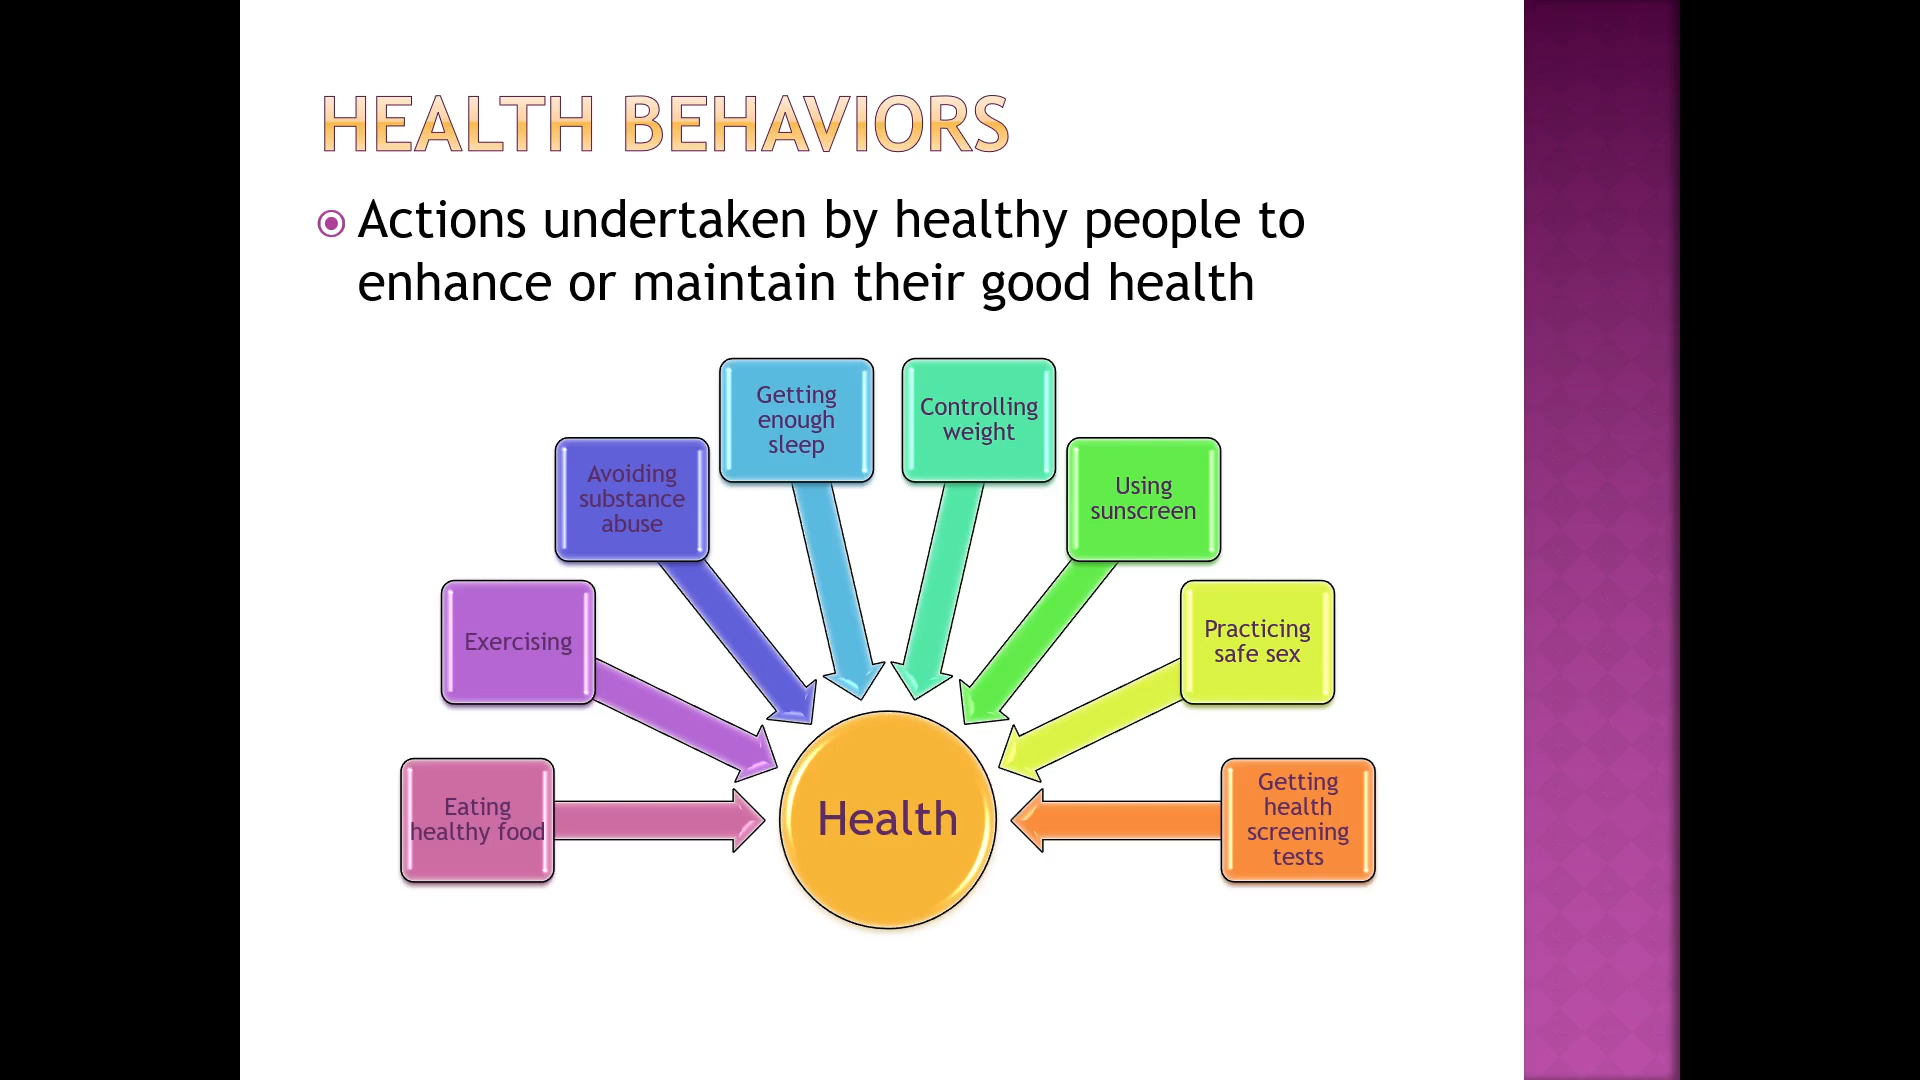 HEALTH BEHAVIORS
Actions undertaken by healthy people to
enhance or maintain their good health
Eating
healthy food
Exercising
Avoiding
substance
abuse
Getting
enough
sleep
Controlling
weight
Using
sunscreen
Practicing
safe sex
Getting
health
screening
tests
Health